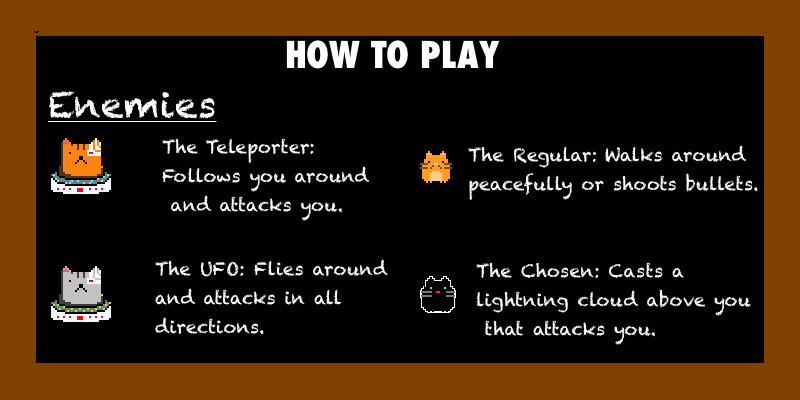 HOW TO PLAY
Enemies
The Teleporter:
Follows you around
and attacks you.
The Regular: Walks around
peacefully or shoots bullets.
The UFO: Flies around
and attacks in all
directions.
The Chosen: Casts a
lightning cloud above you
that attacks you.